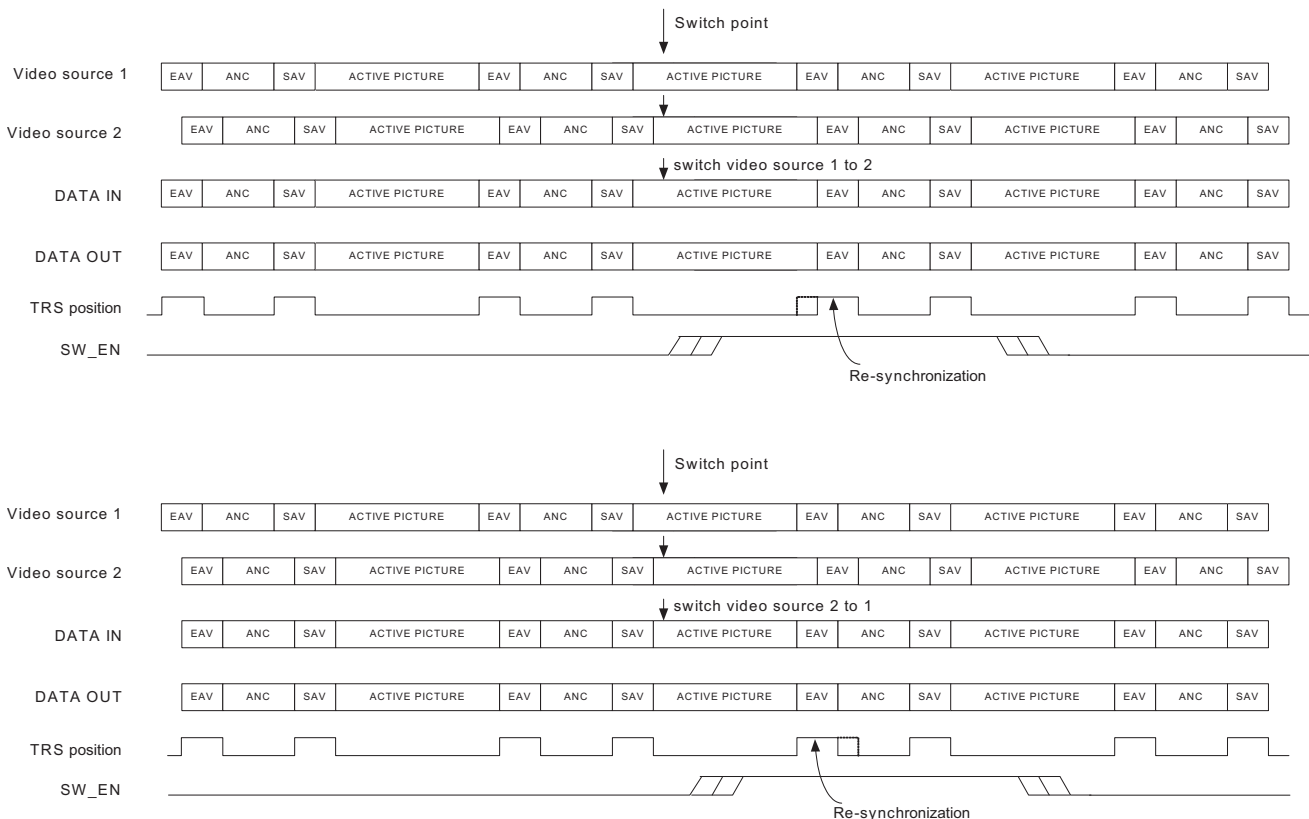 Switch point
Video source 1 EAV ANC SAV ACTIVE PICTURE EAV ANC SAV ACTIVE PICTURE EAV ANC SAV ACTIVE PICTURE EAV ANC SAV
Video source 2 EAV ANC SAV ACTIVE PICTURE EAV ANC SAV ACTIVE PICTURE EAV ANC SAV ACTIVE PICTURE EAV ANC SAV
switch video source 1 to 2
DATA IN EAV ANC SAV ACTIVE PICTURE EAV ANC SAV ACTIVE PICTURE EAV ANC SAV ACTIVE PICTURE EAV ANC SAV
DATA OUT EAV ANC SAV ACTIVE PICTURE EAV ANC SAV ACTIVE PICTURE EAV ANC SAV ACTIVE PICTURE EAV ANC SAV
TRS position
SW_EN
Re-synchronization
Switch point
Video source 1 EAV ANC SAV ACTIVE PICTURE EAV ANC SAV ACTIVE PICTURE EAV ANC SAV ACTIVE PICTURE EAV ANC SAV
Video source 2 EAV ANC SAV ACTIVE PICTURE EAV ANC SAV ACTIVE PICTURE EAV ANC SAV ACTIVE PICTURE EAV ANC SAV
switch video source 2 to 1
DATA IN EAV ANC SAV ACTIVE PICTURE EAV ANC SAV ACTIVE PICTURE EAV ANC SAV ACTIVE PICTURE EAV ANC SAV
DATA OUT EAV ANC SAV ACTIVE PICTURE EAV ANC SAV ACTIVE PICTURE EAV ANC SAV ACTIVE PICTURE EAV ANC SAV
TRS position
SW_EN
Re-synchronization